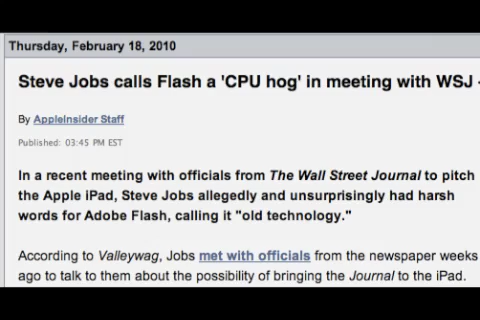 Thursday, February 18, 2010
Steve Jobs calls Flash a 'CPU hog' in meeting with WSJ -
By AppleInsider Staff
Published: 03:45 PM EST
In a recent meeting with officials from The Wall Street Journal to pitch
the Apple iPad, Steve Jobs allegedly and unsurprisingly had harsh
words for Adobe Flash, calling it "old technology."
According to Valleywag, Jobs met with officials from the newspaper weeks
ago to talk to them about the possibility of bringing the Journal to the iPad.